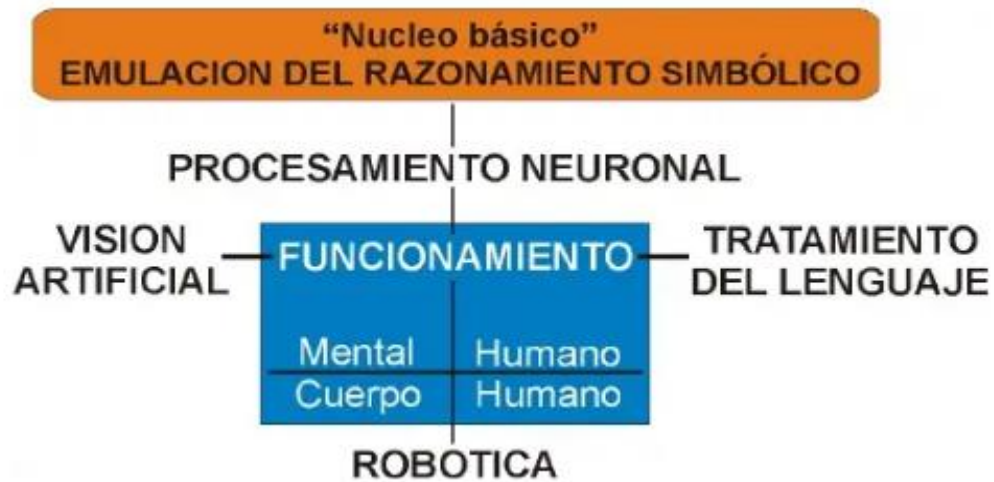 “Nucleo básico”
EMULACION DEL RAZONAMIENTO SIMBÓLICO
PROCESAMIENTO NEURONAL
VISION
ARTIFICIAL
FUNCIONAMIENTO
TRATAMIENTO
DEL LENGUAJE
Mental Humano
Cuerpo Humano
ROBOTICA